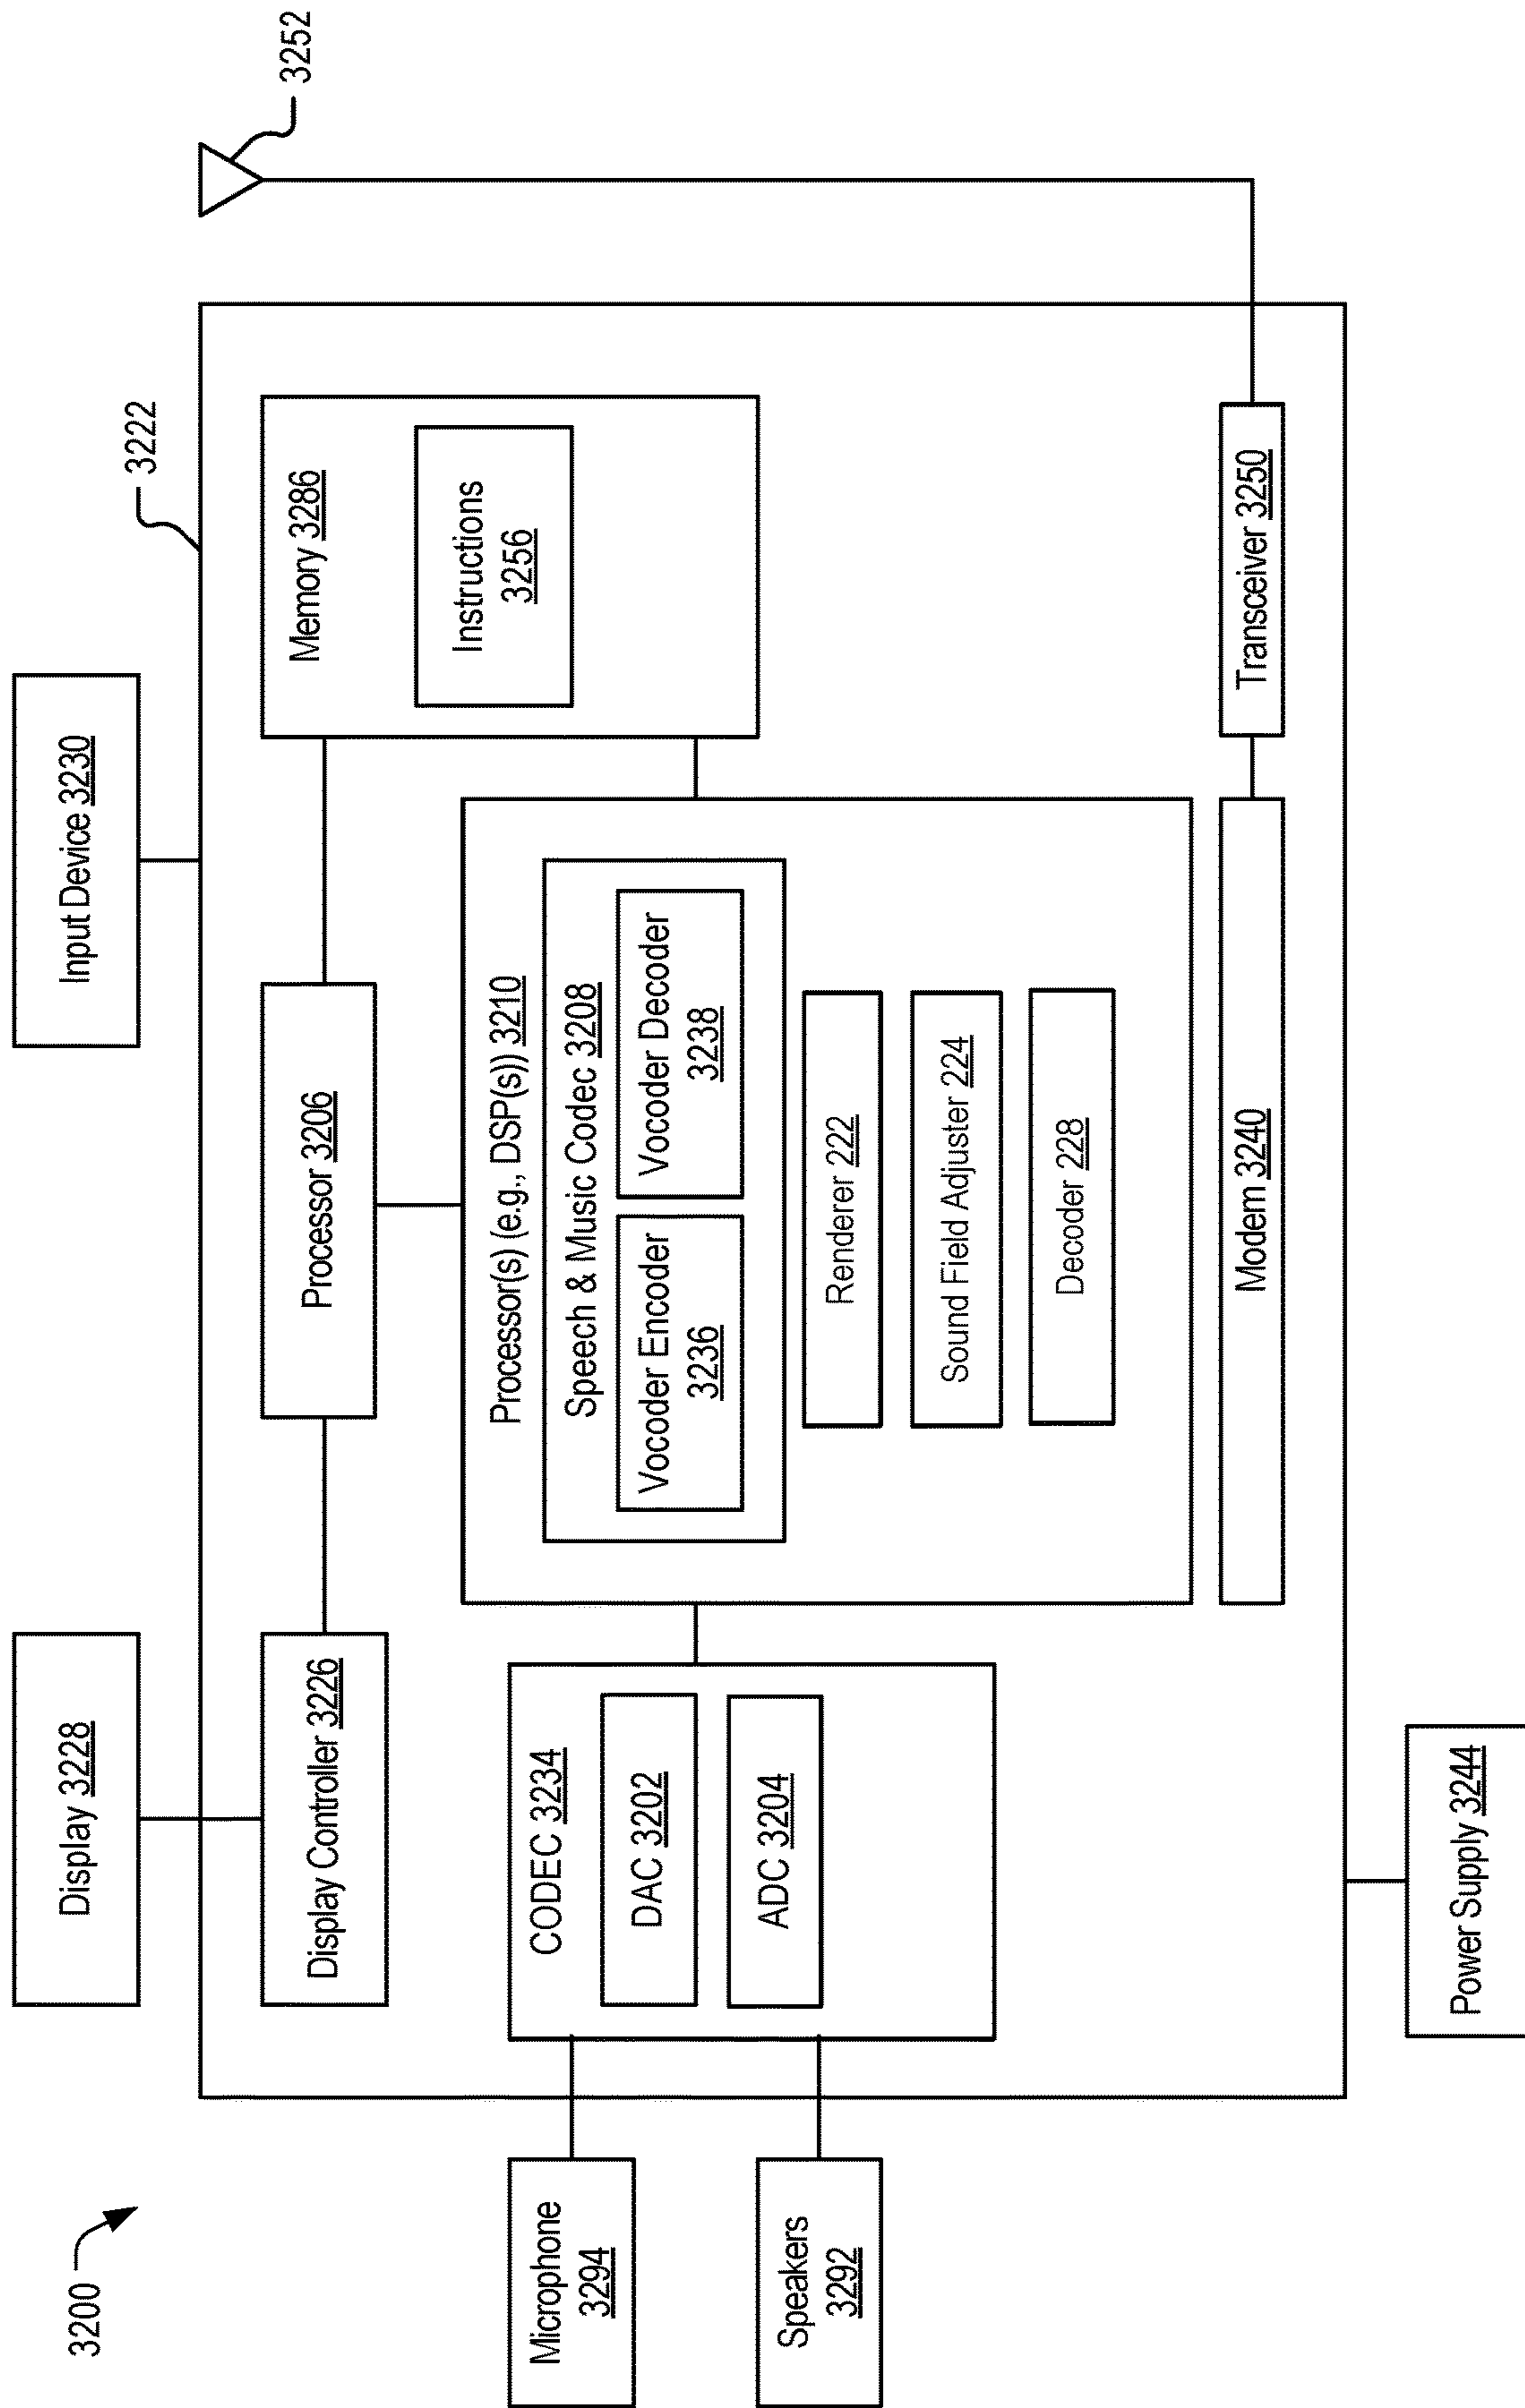 3200
Display 3228
Input Device 3230
3222
3252
Display Controller 3226
Processor 3206
Memory 3286
Instructions
3256
Processor(s) (e.g., DSP(s)) 3210
Speech & Music Codec 3208
Vocoder Encoder
3236
Vocoder Decoder
3238
Renderer 222
Sound Field Adjuster 224
Decoder 228
CODEC 3234
DAC 3202
ADC 3204
Microphone
3294
Speakers
3292
Modem 3240
Transceiver 3250
Power Supply 3244